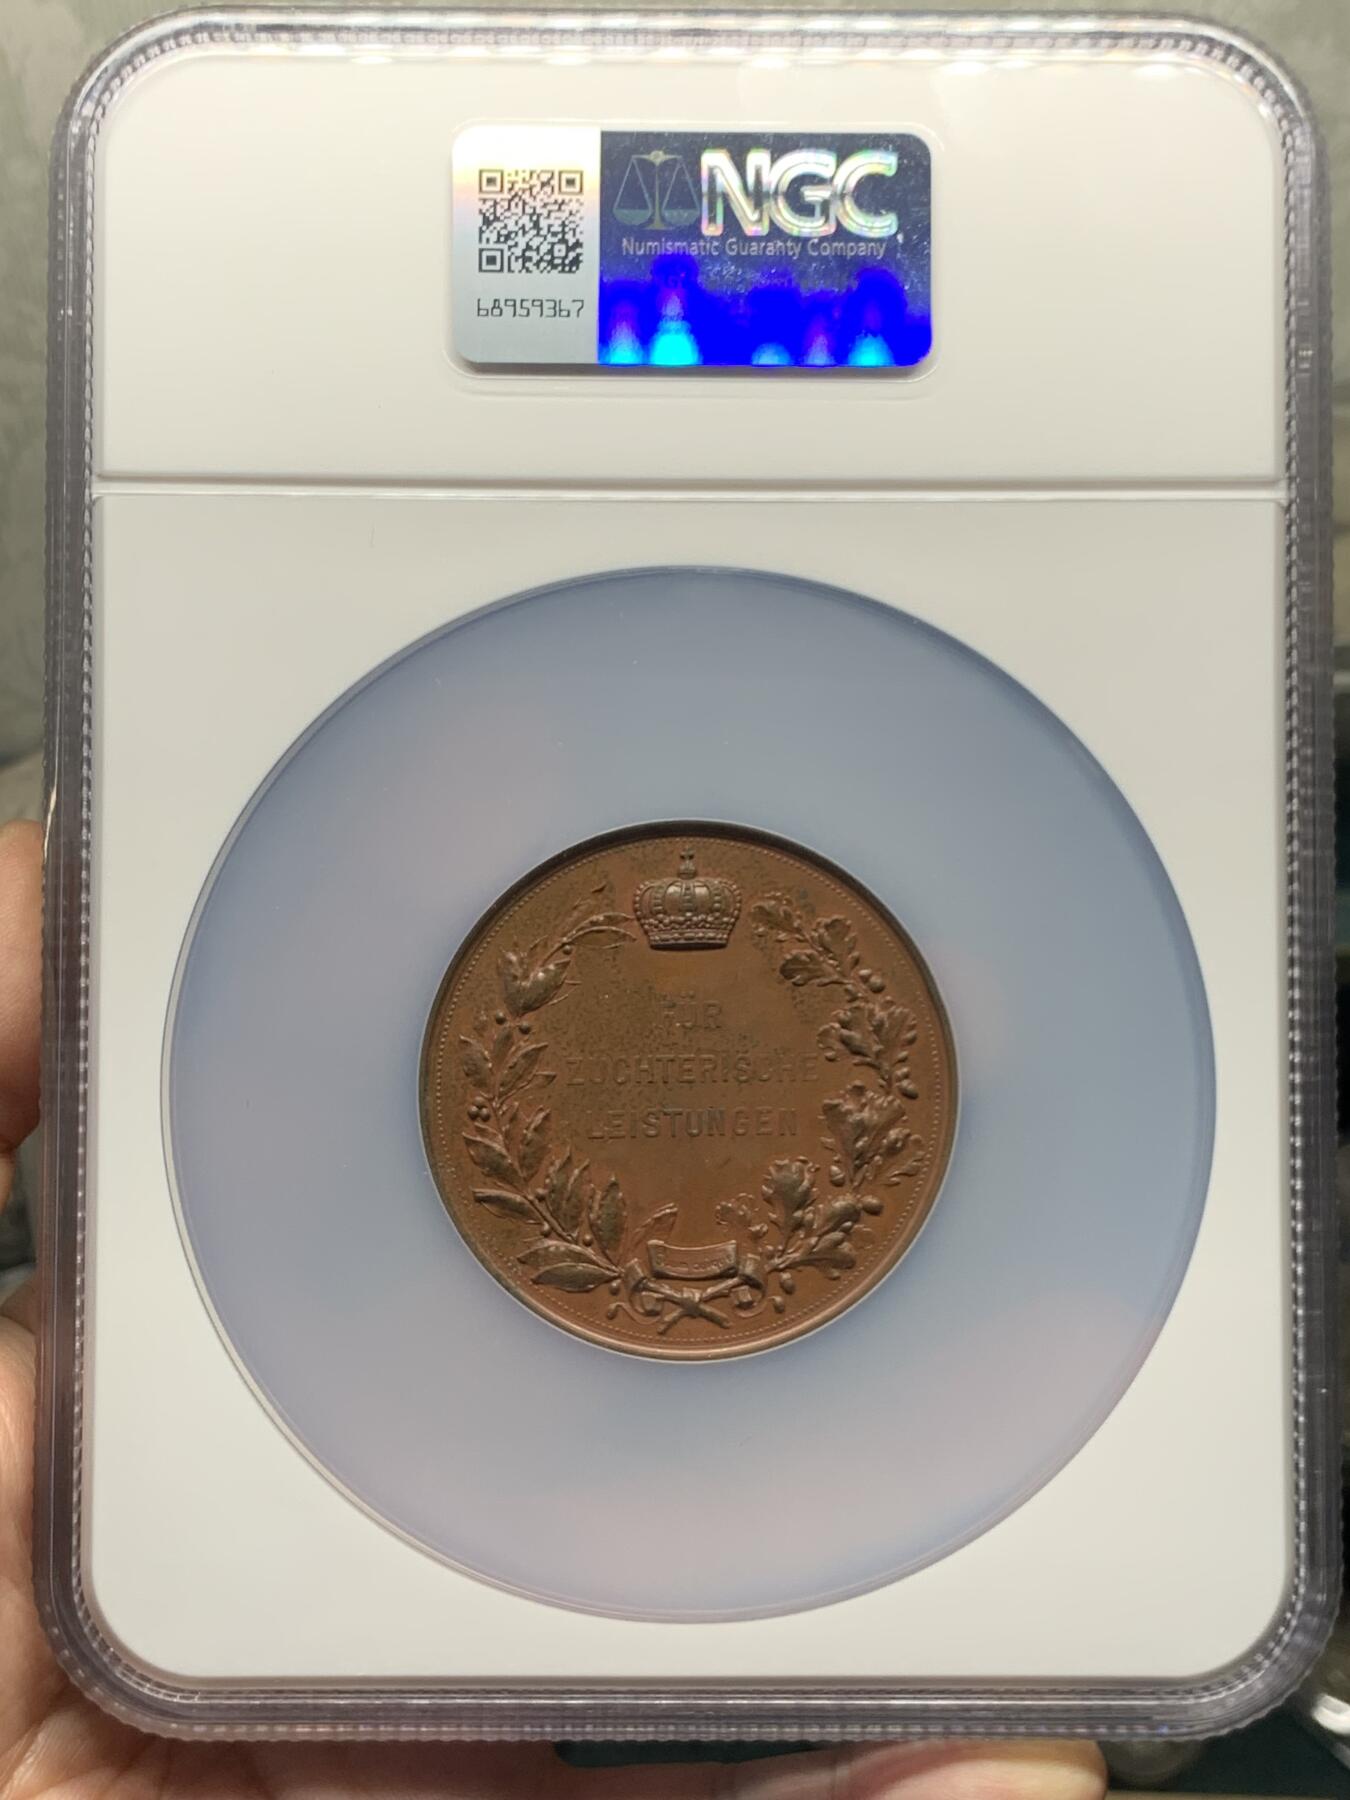 NGC
Numismatic Guaranty Company
68959367
FÜR
ZÜCHTERISCHE
LEISTUNGEN